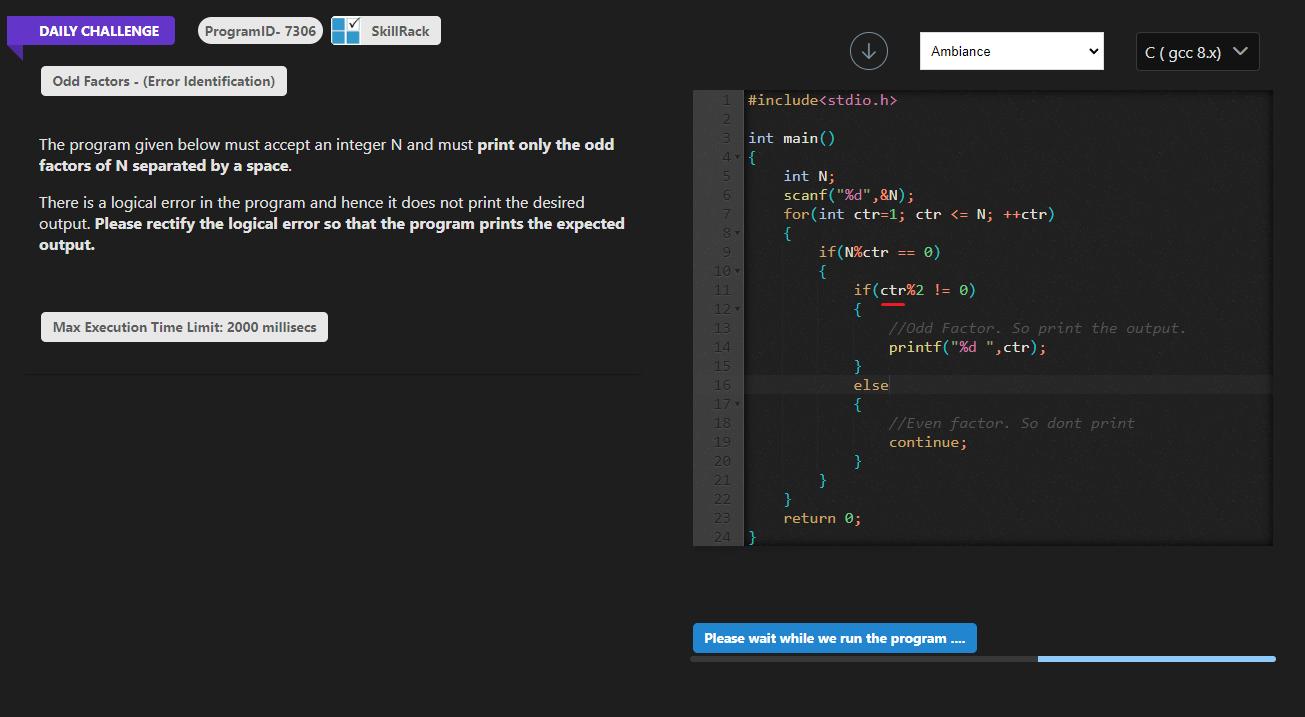 DAILY CHALLENGE
ProgramID- 7306
SkillRack
Odd Factors - (Error Identification)
The program given below must accept an integer N and must print only the odd
factors of N separated by a space.
There is a logical error in the program and hence it does not print the desired
output. Please rectify the logical error so that the program prints the expected
output.
Max Execution Time Limit: 2000 millisecs
Ambiance
C ( gcc 8.x)
1 #include<stdio.h>
2
3 int main()
4 {
5 int N;
6 scanf("%d",&N);
7 for(int ctr=1; ctr <= N; ++ctr)
8 {
9 if(N%ctr == 0)
10 {
11 if(ctr%2 != 0)
12 {
13 //Odd Factor. So print the output.
14 printf("%d ",ctr);
15 }
16 else
17 {
18 //Even factor. So dont print
19 continue;
20 }
21 }
22 }
23 return 0;
24 }
Please wait while we run the program ....